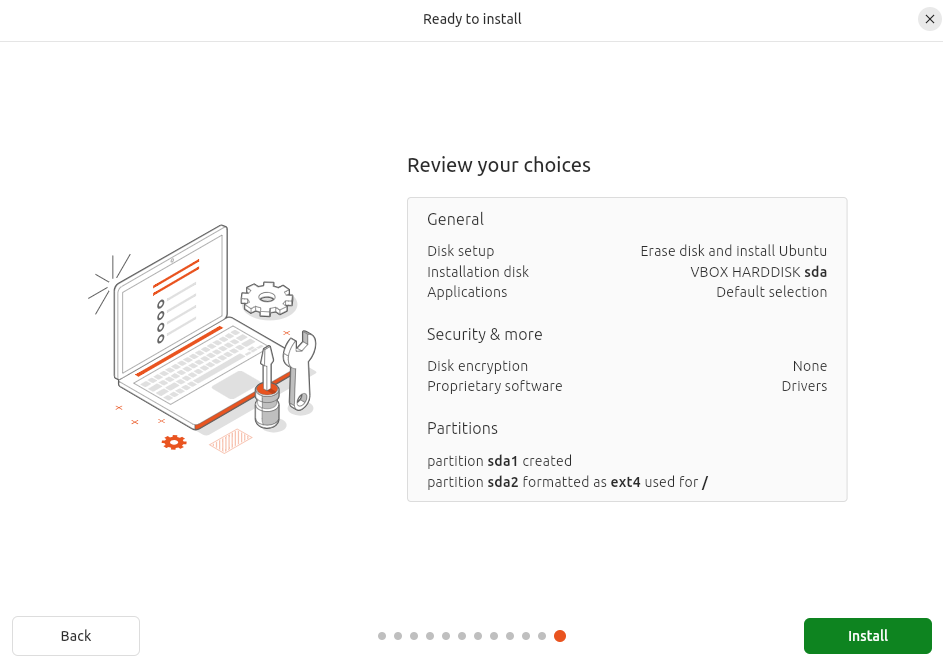 Ready to install
Review your choices
General
Disk setup Erase disk and install Ubuntu
Installation disk VBOX HARDDISK sda
Applications Default selection
Security & more
Disk encryption None
Proprietary software Drivers
Partitions
partition sda1 created
partition sda2 formatted as ext4 used for /
Back Install